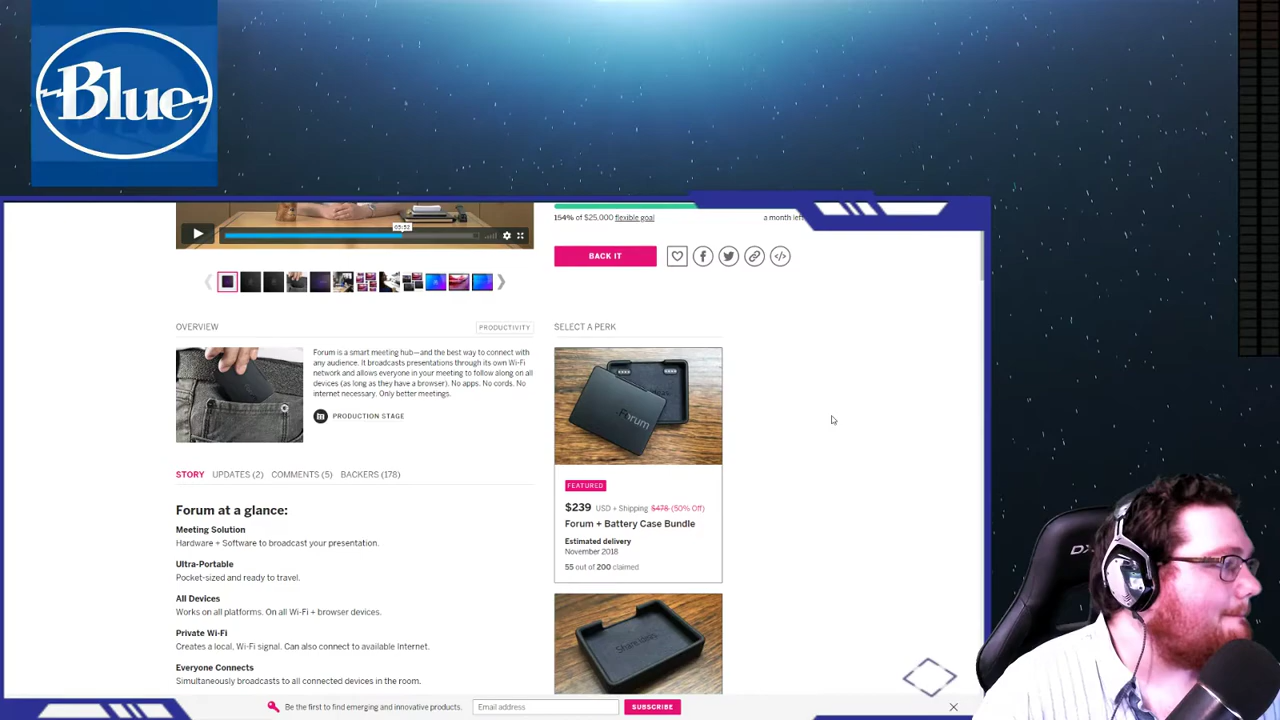 Blue
154% of $25,000 flexible goal
a month left
03:52
BACK IT
OVERVIEW
PRODUCTIVITY
Forum is a smart meeting hub—and the best way to connect with
any audience. It broadcasts presentations through its own Wi-Fi
network and allows everyone in your meeting to follow along on all
devices (as long as they have a browser). No apps. No cords. No
internet necessary. Only better meetings.
PRODUCTION STAGE
STORY UPDATES (2) COMMENTS (5) BACKERS (178)
Forum at a glance:
Meeting Solution
Hardware + Software to broadcast your presentation.
Ultra-Portable
Pocket-sized and ready to travel.
All Devices
Works on all platforms. On all Wi-Fi + browser devices.
Private Wi-Fi
Creates a local, Wi-Fi signal. Can also connect to available Internet.
Everyone Connects
Simultaneously broadcasts to all connected devices in the room.
SELECT A PERK
Forum
FEATURED
$239 USD + Shipping $478 (50% Off)
Forum + Battery Case Bundle
Estimated delivery
November 2018
55 out of 200 claimed
Share ideas
Be the first to find emerging and innovative products.
Email address
SUBSCRIBE
DX